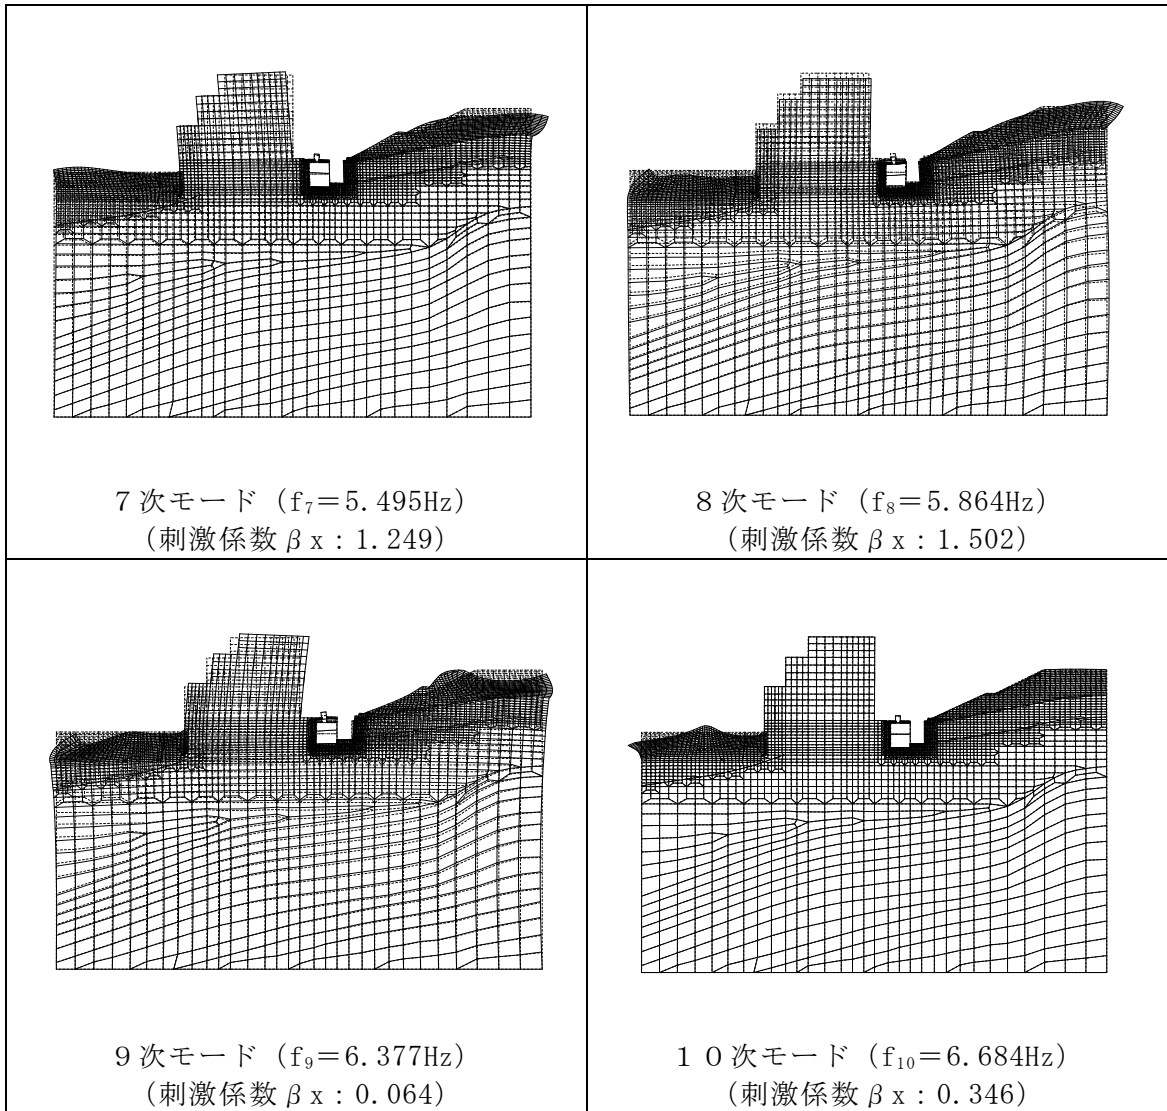 7次モード（f₇＝5.495Hz）
（刺激係数βx：1.249）
8次モード（f₈＝5.864Hz）
（刺激係数βx：1.502）
9次モード（f₉＝6.377Hz）
（刺激係数βx：0.064）
10次モード（f₁₀＝6.684Hz）
（刺激係数βx：0.346）